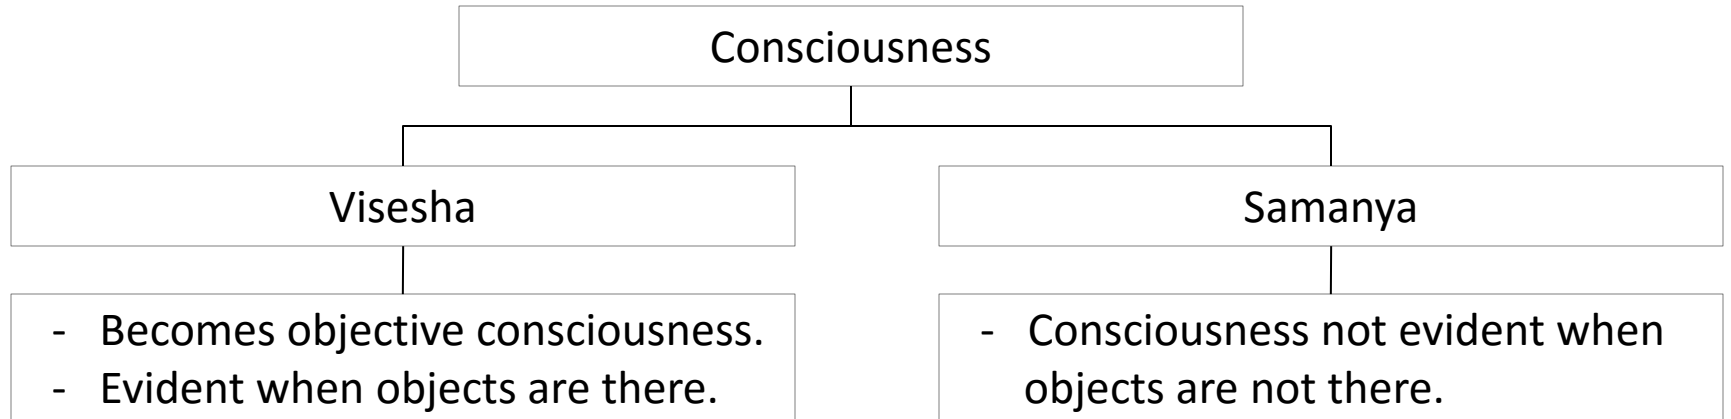 Consciousness
Visesha
Samanya
- Becomes objective consciousness.
- Evident when objects are there.
- Consciousness not evident when
objects are not there.